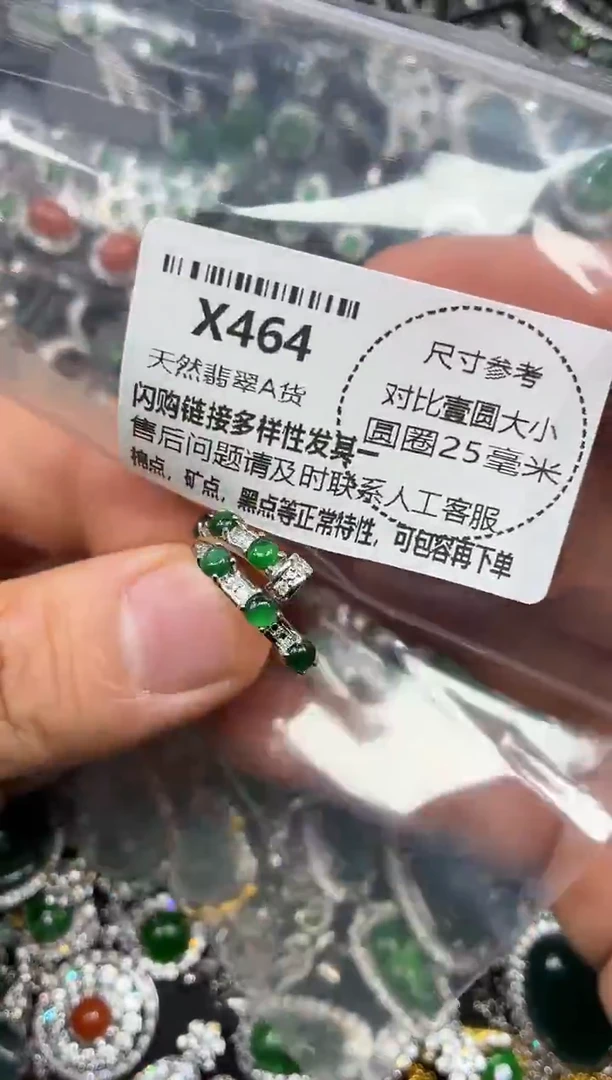 X464
天然翡翠A货
尺寸参考
对比壹圆大小
圆圈25毫米
闪购链接多样性发其一
售后问题请及时联系人工客服
棉点，矿点，黑点等正常特性，可包容再下单